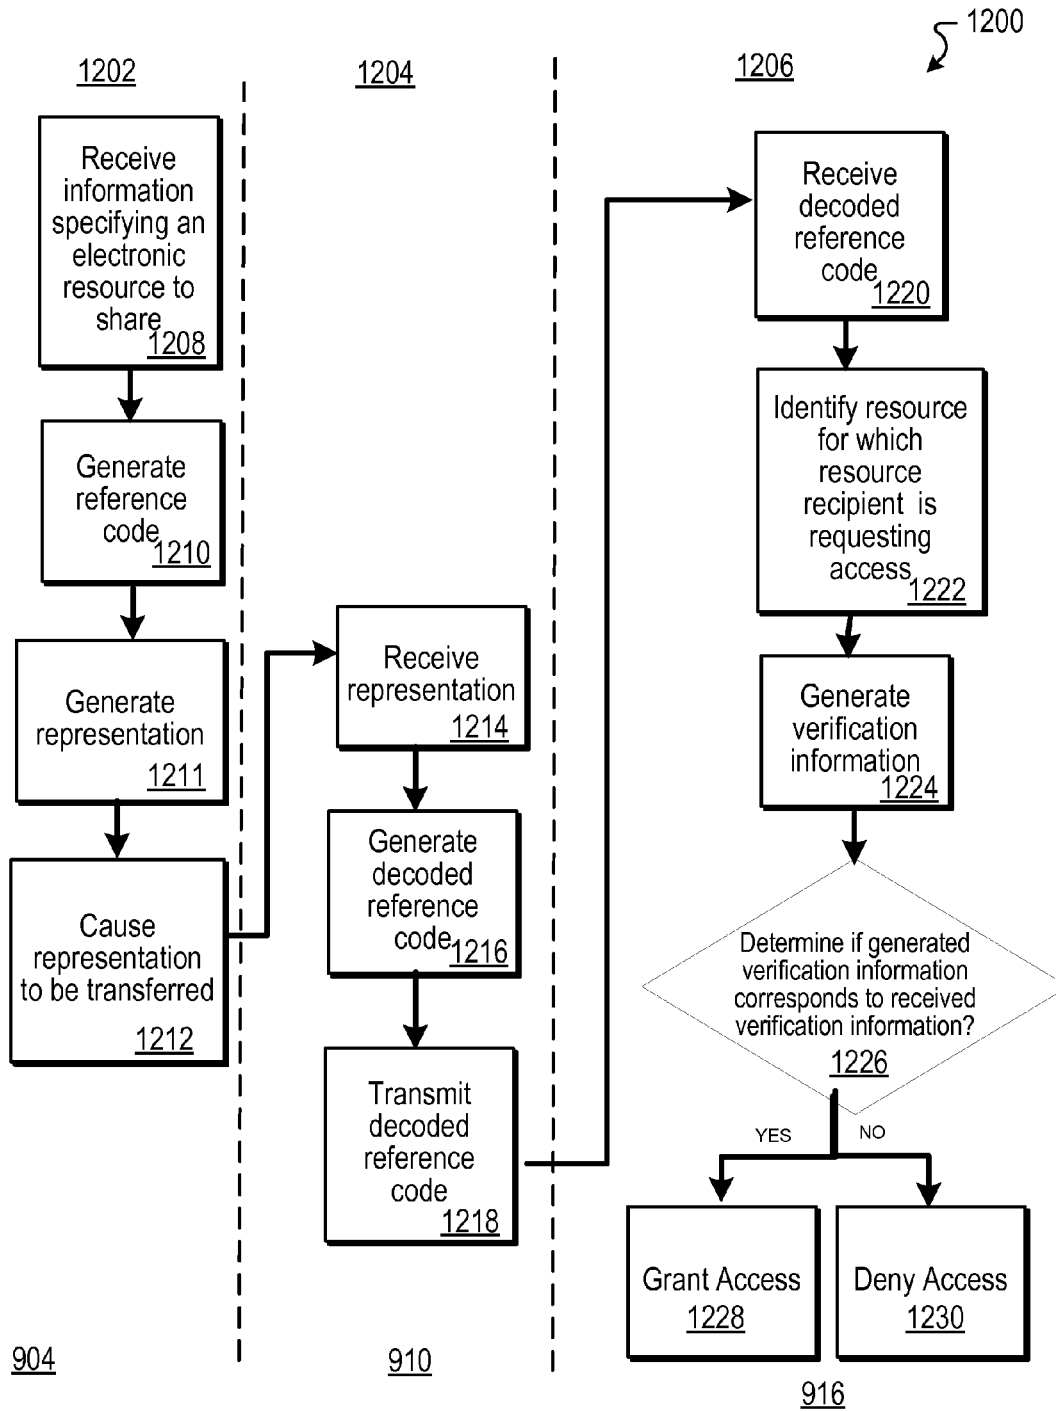 1200
1202
1204
1206
Receive
information
specifying an
electronic
resource to
share
1208
Generate
reference
code
1210
Generate
representation
1211
Cause
representation
to be transferred
1212
904
Receive
representation
1214
Generate
decoded
reference
code
1216
Transmit
decoded
reference
code
1218
910
Receive
decoded
reference
code
1220
Identify resource
for which
resource
recipient is
requesting
access
1222
Generate
verification
information
1224
Determine if generated
verification information
corresponds to received
verification information?
1226
YES
NO
Grant Access
1228
Deny Access
1230
916